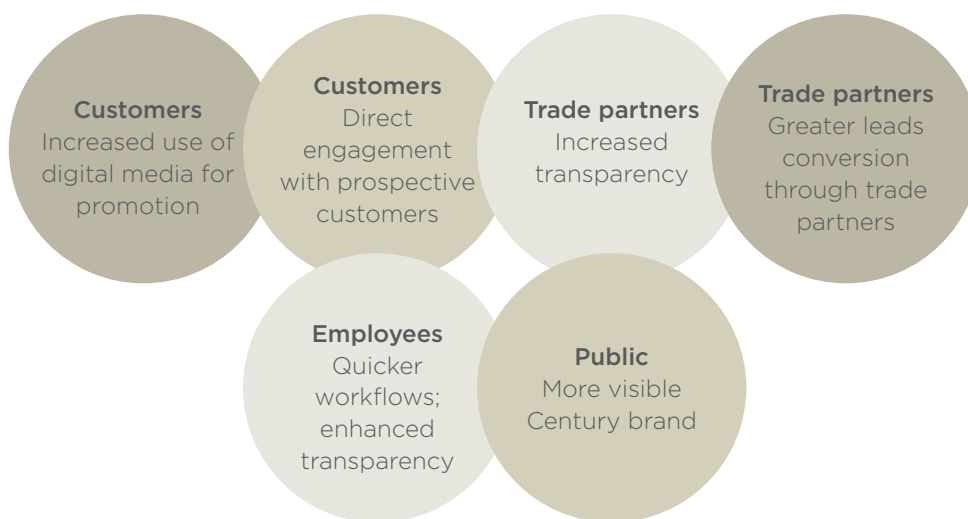 Customers
Increased use of
digital media for
promotion
Customers
Direct
engagement
with prospective
customers
Trade partners
Increased
transparency
Trade partners
Greater leads
conversion
through trade
partners
Employees
Quicker
workflows;
enhanced
transparency
Public
More visible
Century brand